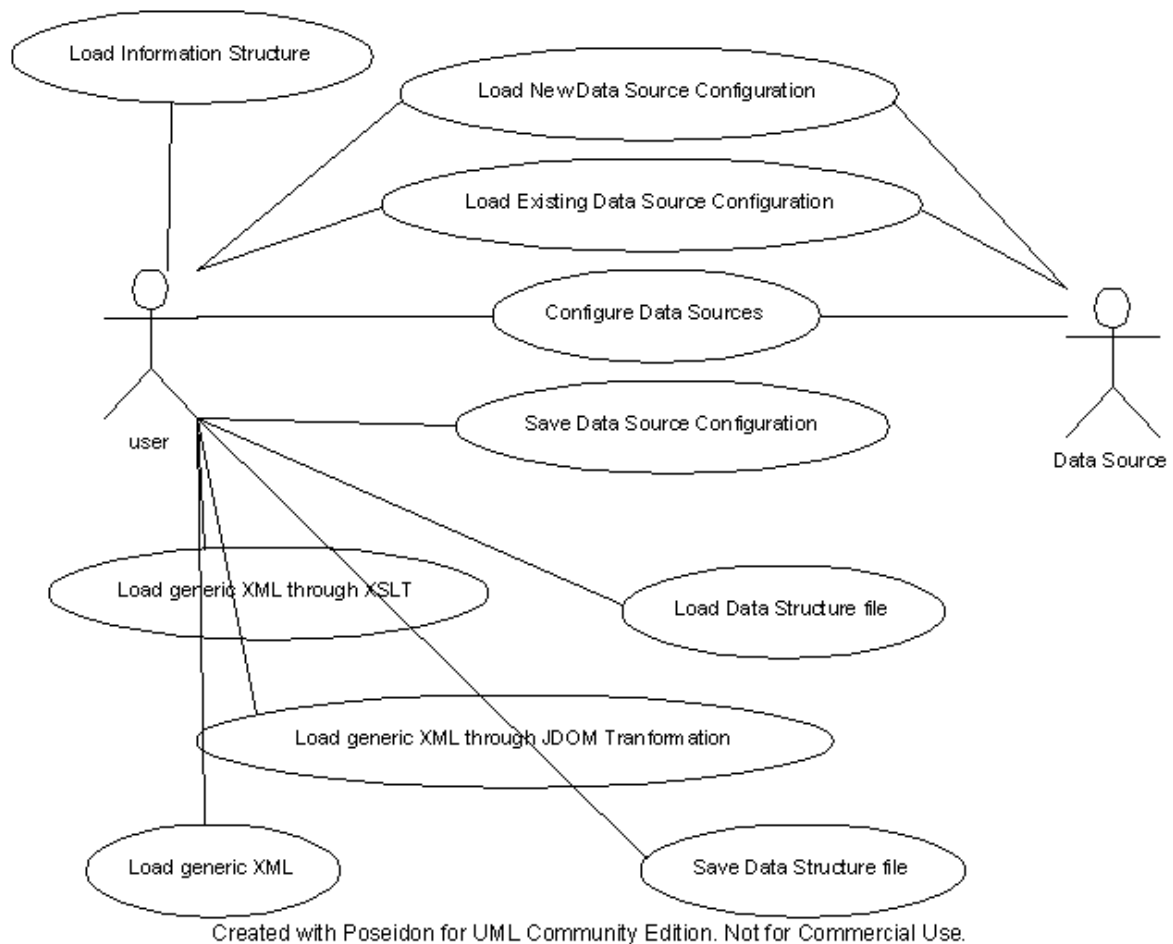 Load Information Structure
Load New Data Source Configuration
Load Existing Data Source Configuration
Configure Data Sources
Save Data Source Configuration
user
Data Source
Load generic XML through XSLT
Load Data Structure file
Load generic XML through JDOM Tranformation
Load generic XML
Save Data Structure file
Created with Poseidon for UML Community Edition. Not for Commercial Use.